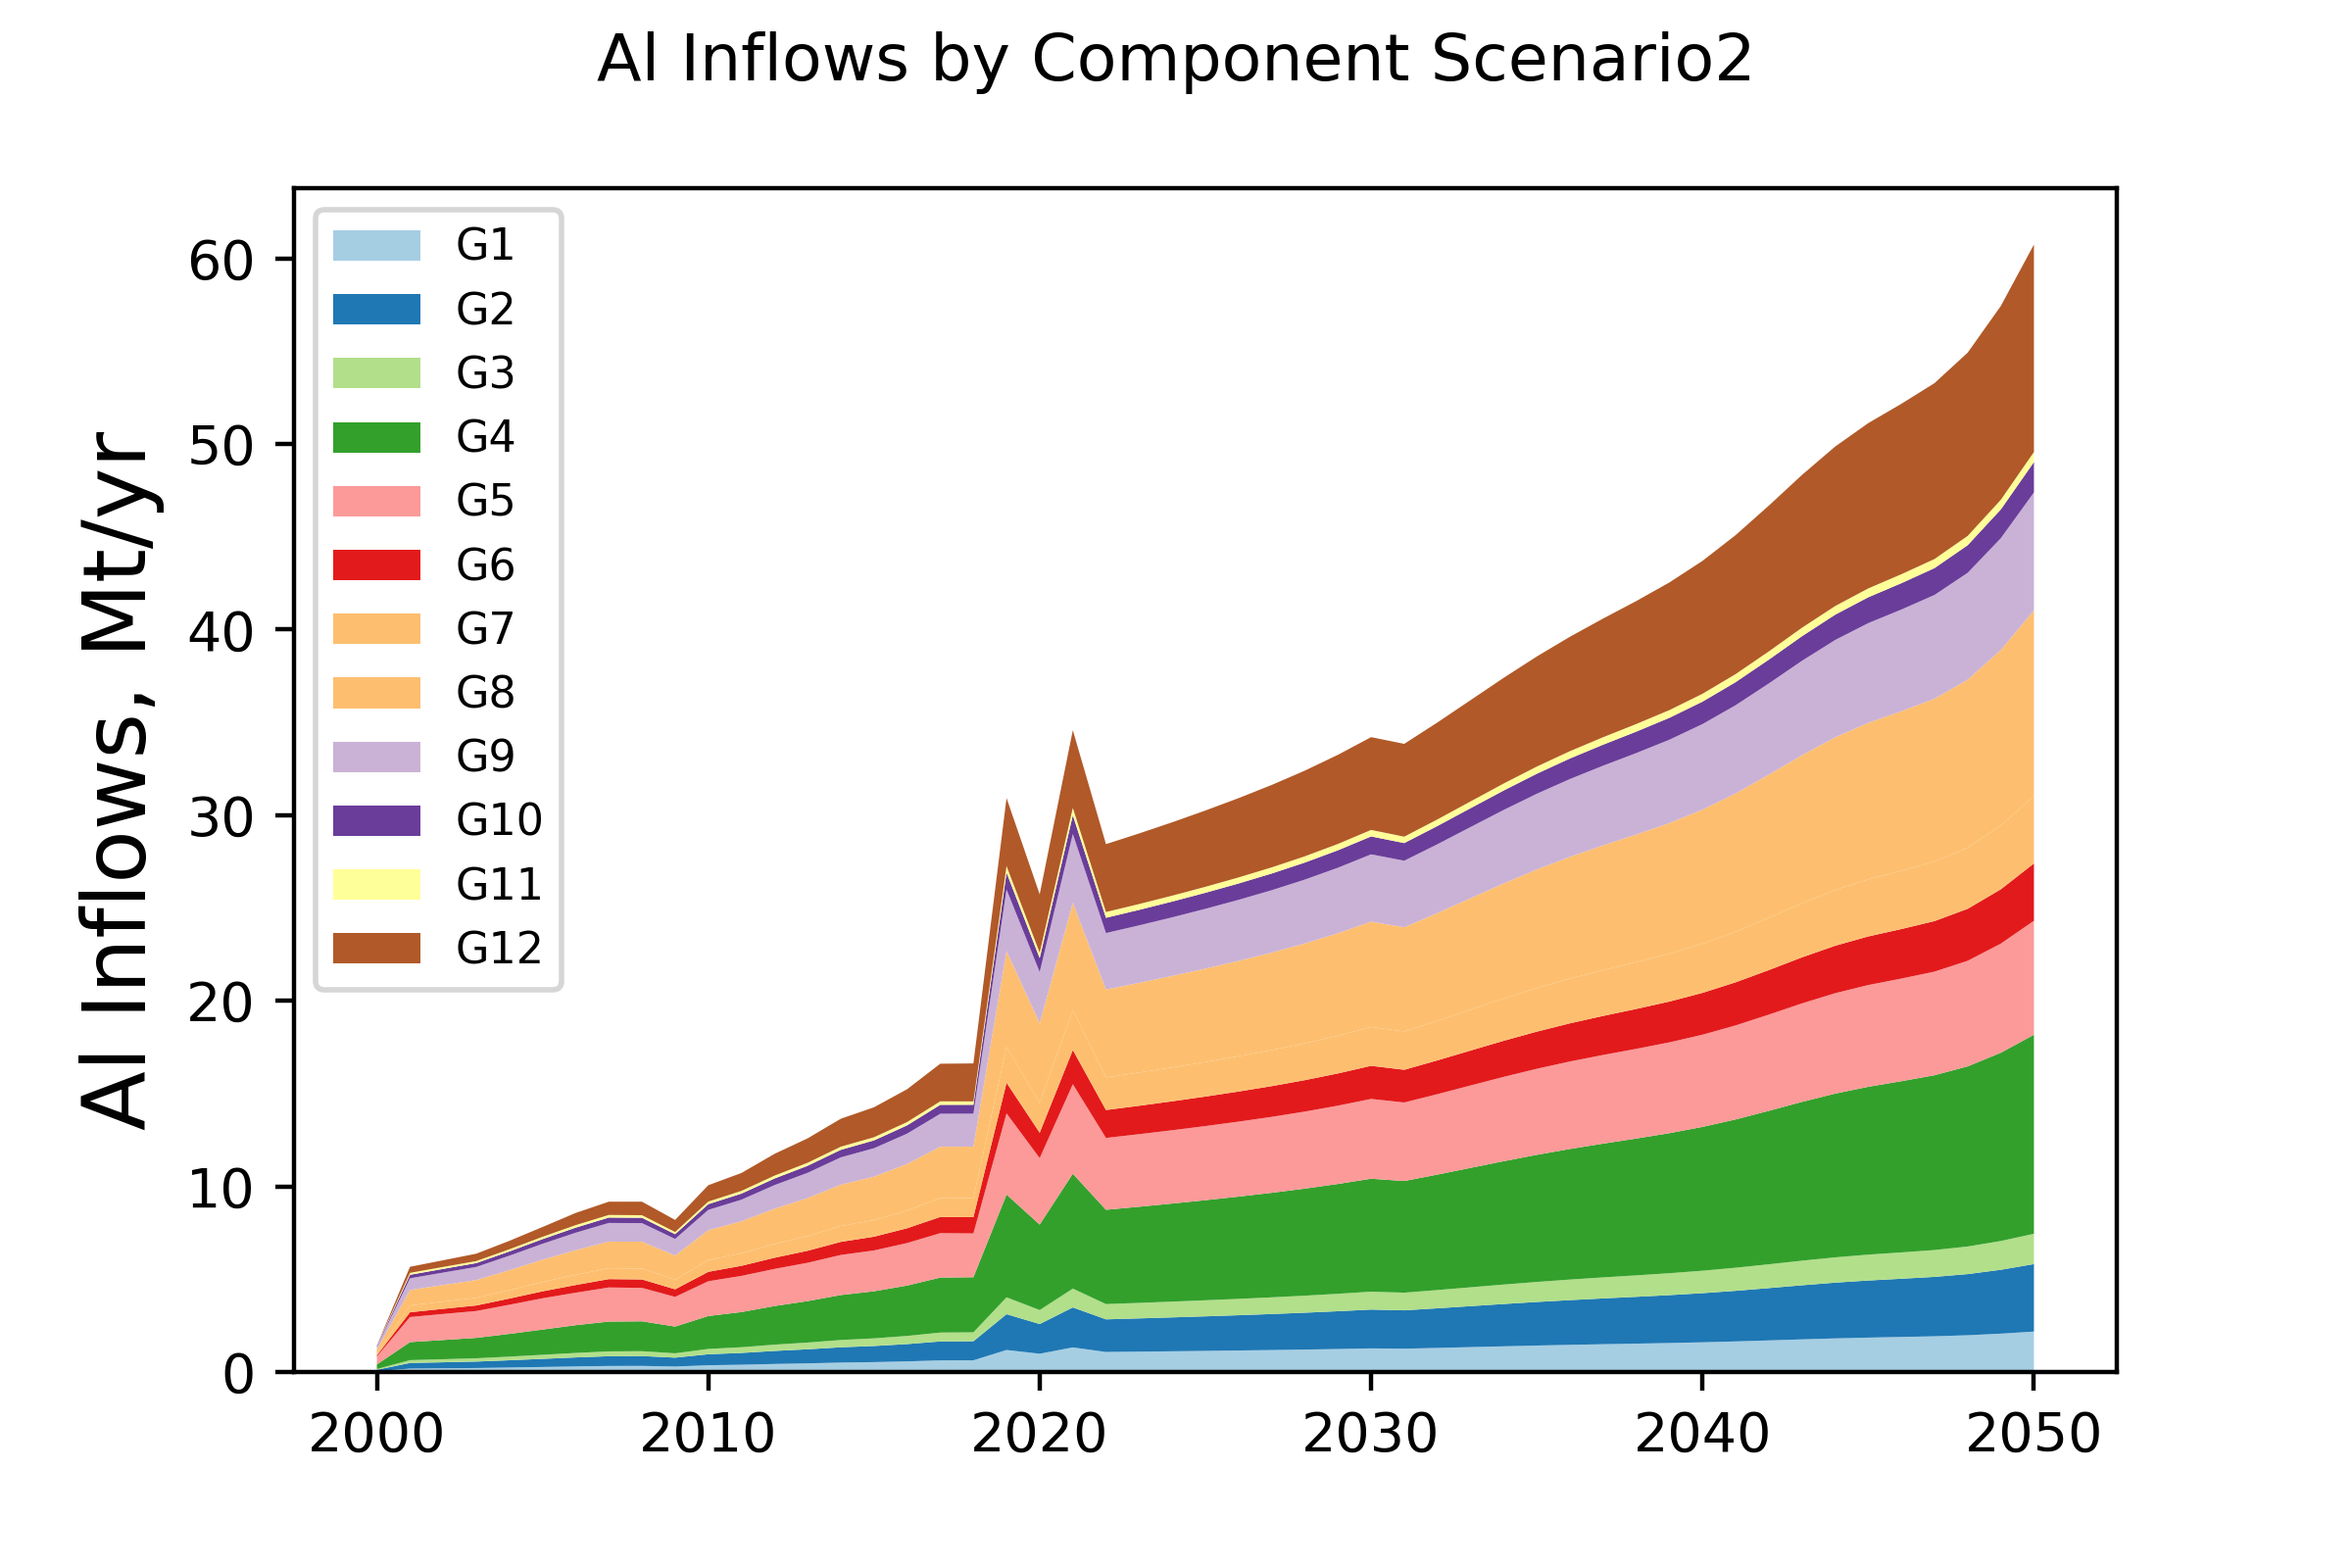 Al Inflows by Component Scenario2
Al Inflows, Mt/yr
60
50
40
30
20
10
0
G1
G2
G3
G4
G5
G6
G7
G8
G9
G10
G11
G12
2000 2010 2020 2030 2040 2050